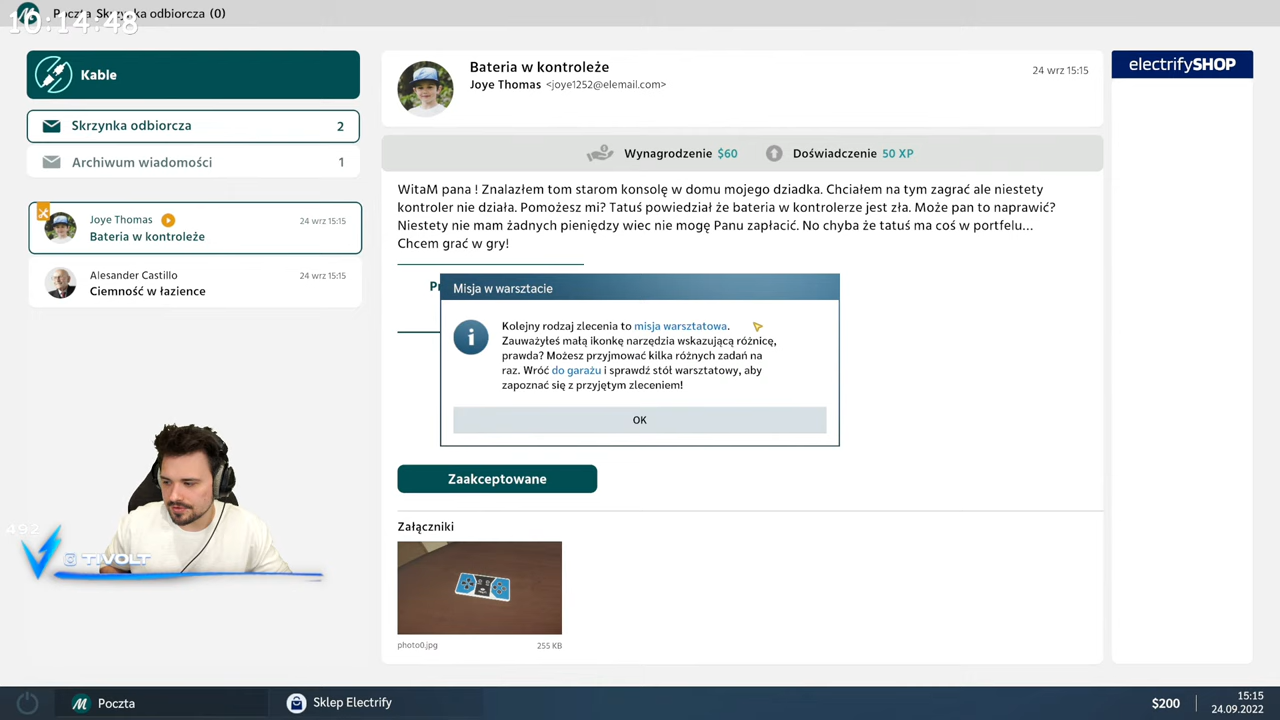 10:14:48
Poczta Skrzynka odbiorcza (0)
Kable
Skrzynka odbiorcza 2
Archiwum wiadomości 1
Joye Thomas 24 wrz 15:15
Bateria w kontroleże
Alesander Castillo 24 wrz 15:15
Ciemność w łazience
Bateria w kontroleże
Joye Thomas <joye1252@elemail.com>
24 wrz 15:15
Wynagrodzenie $60 Doświadczenie 50 XP
WitaM pana ! Znalazłem tom starom konsolę w domu mojego dziadka. Chciałem na tym zagrać ale niestety
kontroler nie działa. Pomożesz mi? Tatuś powiedział że bateria w kontrolerze jest zła. Może pan to naprawić?
Niestety nie mam żadnych pieniędzy wiec nie mogę Panu zapłacić. No chyba że tatuś ma coś w portfelu...
Chcem grać w gry!
Misja w warsztacie
Kolejny rodzaj zlecenia to misja warsztatowa.
Zauważyłeś małą ikonkę narzędzia wskazującą różnicę,
prawda? Możesz przyjmować kilka różnych zadań na
raz. Wróć do garażu i sprawdź stół warsztatowy, aby
zapoznać się z przyjętym zleceniem!
OK
Zaakceptowane
Załączniki
photo0.jpg 255 KB
electrifySHOP
492
TIVOLT
Poczta
Sklep Electrify
$200
15:15
24.09.2022